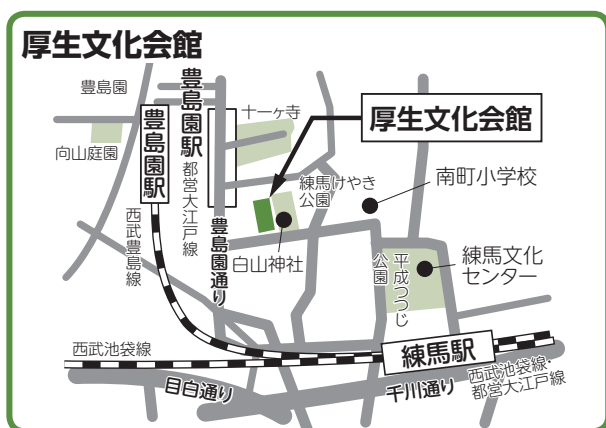 厚生文化会館
豊島園
向山庭園
豊島園駅
西武豊島線
豊島園駅
都営大江戸線
豊島園通り
十一ヶ寺
厚生文化会館
練馬けやき
公園
白山神社
南町小学校
平成つつじ
公園
練馬文化
センター
西武池袋線
目白通り
練馬駅
千川通り
西武池袋線・
都営大江戸線